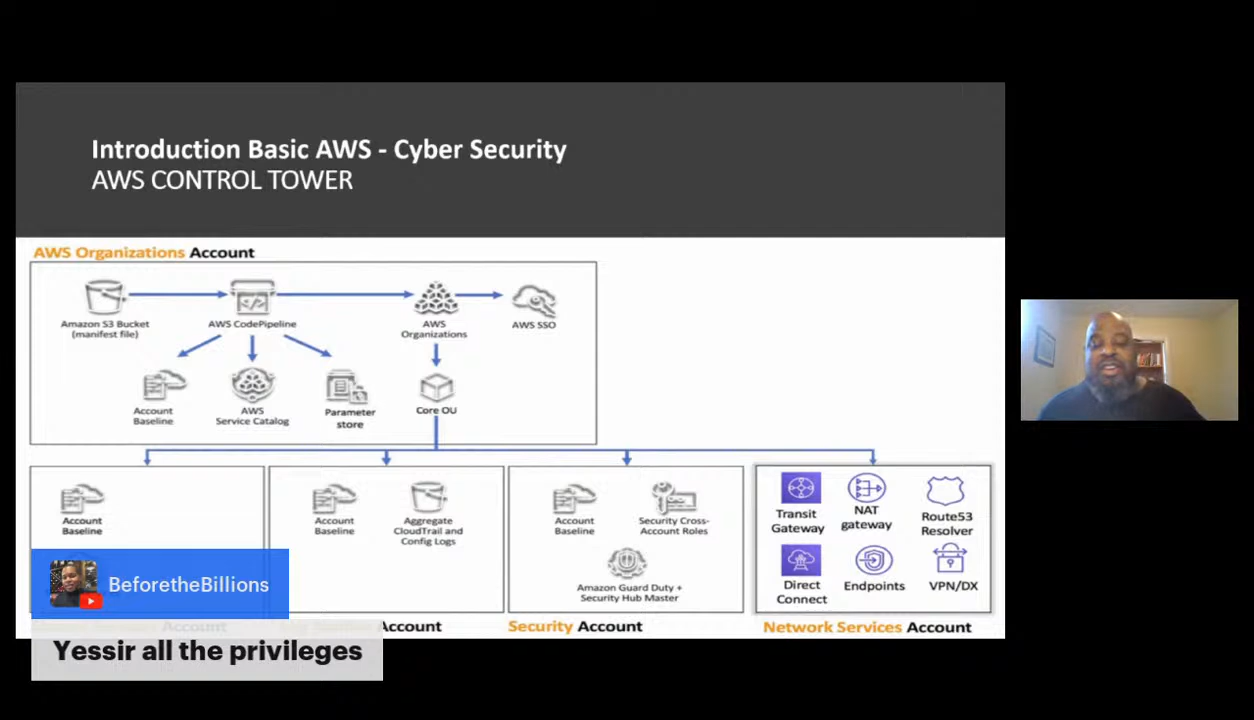 Introduction Basic AWS - Cyber Security
AWS CONTROL TOWER
AWS Organizations Account
Amazon S3 Bucket
(manifest file)
AWS CodePipeline
AWS
Organizations
AWS SSO
Account
Baseline
AWS
Service Catalog
Parameter
store
Core OU
Account
Baseline
Account
Baseline
Aggregate
CloudTrail and
Config Logs
Account
Baseline
Security Cross-
Account Roles
Amazon Guard Duty +
Security Hub Master
Transit
Gateway
NAT
gateway
Route53
Resolver
Direct
Connect
Endpoints
VPN/DX
Account
Account
Security Account
Network Services Account
BeforetheBillions
Yessir all the privileges